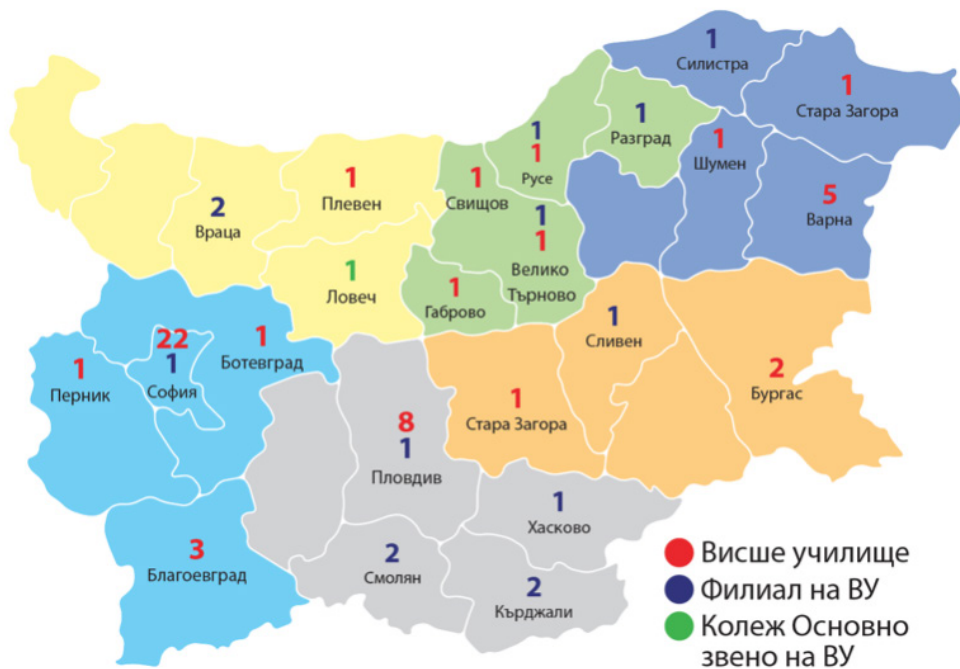 1
Силистра
1
Стара Загора
1
Разград
1
1
Русе
1
Шумен
1
Свищов
5
Варна
1
Плевен
2
Враца
1
1
Велико
Търново
1
Ловеч
1
Габрово
1
Сливен
22
1
София
1
Ботевград
1
Перник
2
Бургас
1
Стара Загора
8
1
Пловдив
1
Хасково
3
Благоевград
2
Смолян
2
Кърджали
Висше училище
Филиал на ВУ
Колеж Основно
звено на ВУ